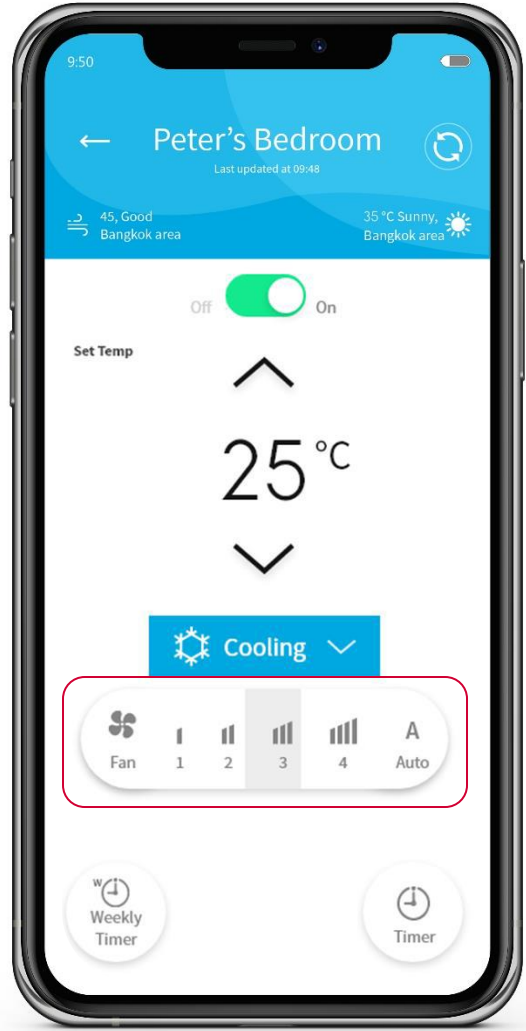 9:50
Peter's Bedroom
Last updated at 09:48
45, Good
Bangkok area
35 °C Sunny,
Bangkok area
Off
On
Set Temp
25 °C
Cooling
Fan
1
2
3
4
A
Auto
W
Weekly
Timer
Timer